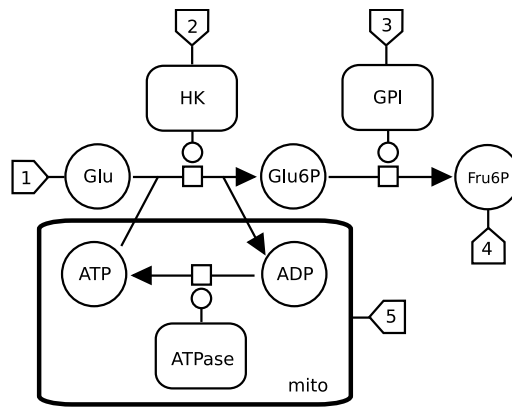 2
3
HK
GPI
1
Glu
Glu6P
Fru6P
4
ATP
ADP
5
ATPase
mito